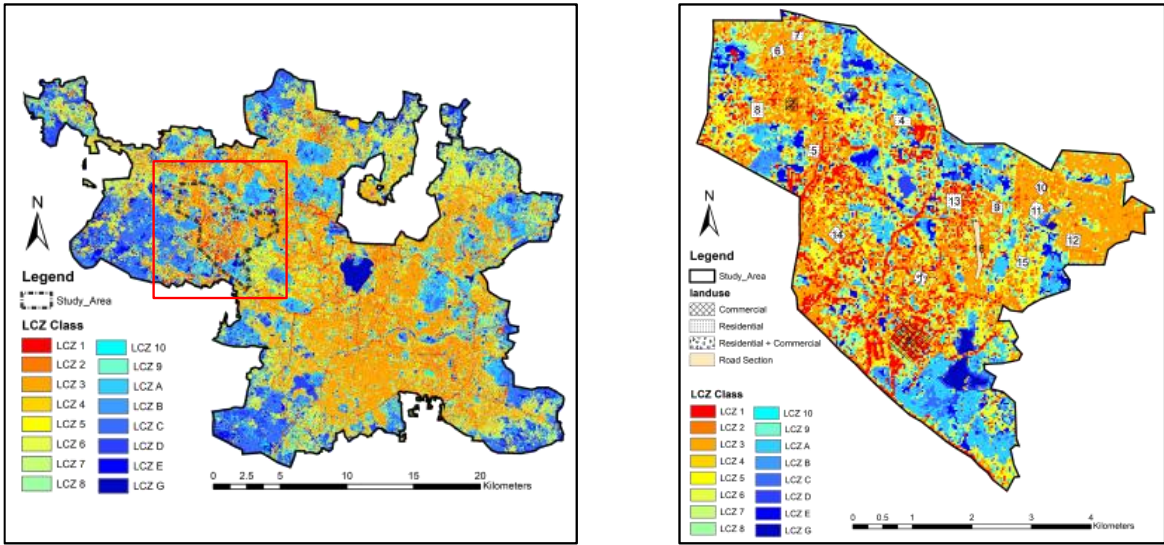 N
Legend
Study_Area
LCZ Class
LCZ 1 LCZ 10
LCZ 2 LCZ 9
LCZ 3 LCZ A
LCZ 4 LCZ B
LCZ 5 LCZ C
LCZ 6 LCZ D
LCZ 7 LCZ E
LCZ 8 LCZ G
0 2.5 5 10 15 20
Kilometers
7
6
8
4
5
10
13
9
11
14
12
15
N
Legend
Study_Area
landuse
Commercial
Residential
Residential + Commercial
Road Section
LCZ Class
LCZ 1 LCZ 10
LCZ 2 LCZ 9
LCZ 3 LCZ A
LCZ 4 LCZ B
LCZ 5 LCZ C
LCZ 6 LCZ D
LCZ 7 LCZ E
LCZ 8 LCZ G
0 0.5 1 2 3 4
Kilometers